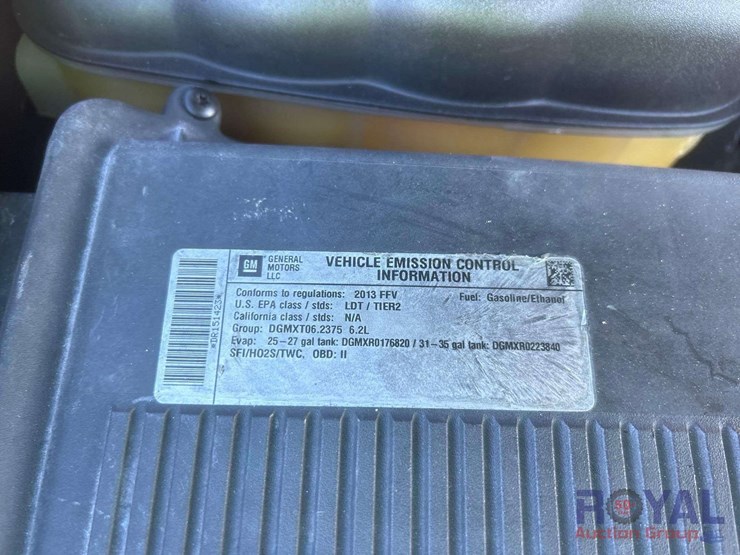 GM
GENERAL MOTORS LLC
VEHICLE EMISSION CONTROL
INFORMATION
Conforms to regulations: 2013 FFV Fuel: Gasoline/Ethanol
U.S. EPA class / stds: LDT / TIER2
California class / stds: N/A
Group: DGMXT06.2375 6.2L
Evap: 25-27 gal tank: DGMXR0176820 / 31-35 gal tank: DGMXR0223840
SFI/HO2S/TWC, OBD: II
*DR151423*
ROYAL
Auction Group